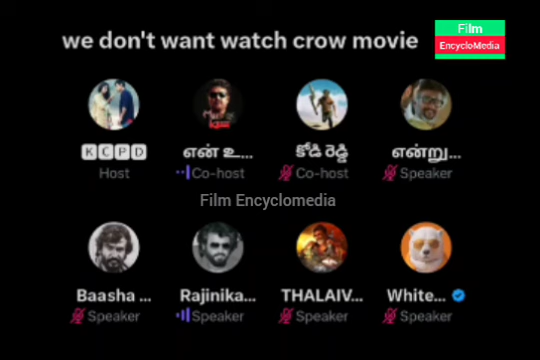 we don't want watch crow movie
Film
EncycloMedia
KCPD
என் உ...
కోడి రెడ్డి
என்று...
Host
Co-host
Co-host
Speaker
Film Encyclomedia
Baasha ...
Rajinika...
THALAIV...
White...
Speaker
Speaker
Speaker
Speaker